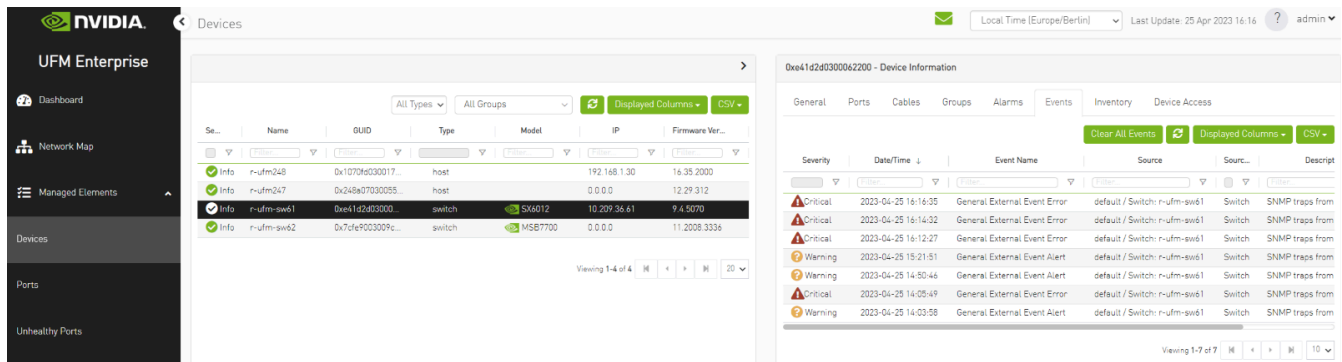 NVIDIA.
Devices
Local Time (Europe/Berlin)
Last Update: 25 Apr 2023 16:16
?
admin
UFM Enterprise
Dashboard
Network Map
Managed Elements
Devices
Ports
Unhealthy Ports
All Types
All Groups
Displayed Columns
CSV
Se... Name GUID Type Model IP Firmware Ver...
Filter... Filter... Filter... Filter... Filter...
Info r-ufm248 0x1070fd030017... host 192.168.1.30 16.35.2000
Info r-ufm247 0x248a07030055... host 0.0.0.0 12.29.312
Info r-ufm-sw61 0xe41d2d03000... switch SX6012 10.209.36.61 9.4.5070
Info r-ufm-sw62 0x7cfe9003009c... switch MSB7700 0.0.0.0 11.2008.3336
Viewing 1-4 of 4 20
0xe41d2d0300062200 - Device Information
General Ports Cables Groups Alarms Events Inventory Device Access
Clear All Events Displayed Columns CSV
Severity Date/Time ↓ Event Name Source Sourc... Descript
Filter... Filter... Filter... Filter...
Critical 2023-04-25 16:16:35 General External Event Error default / Switch: r-ufm-sw61 Switch SNMP traps from
Critical 2023-04-25 16:14:32 General External Event Error default / Switch: r-ufm-sw61 Switch SNMP traps from
Critical 2023-04-25 16:12:27 General External Event Error default / Switch: r-ufm-sw61 Switch SNMP traps from
Warning 2023-04-25 15:21:51 General External Event Alert default / Switch: r-ufm-sw61 Switch SNMP traps from
Warning 2023-04-25 14:50:46 General External Event Alert default / Switch: r-ufm-sw61 Switch SNMP traps from
Critical 2023-04-25 14:05:49 General External Event Error default / Switch: r-ufm-sw61 Switch SNMP traps from
Warning 2023-04-25 14:03:58 General External Event Alert default / Switch: r-ufm-sw61 Switch SNMP traps from
Viewing 1-7 of 7 10